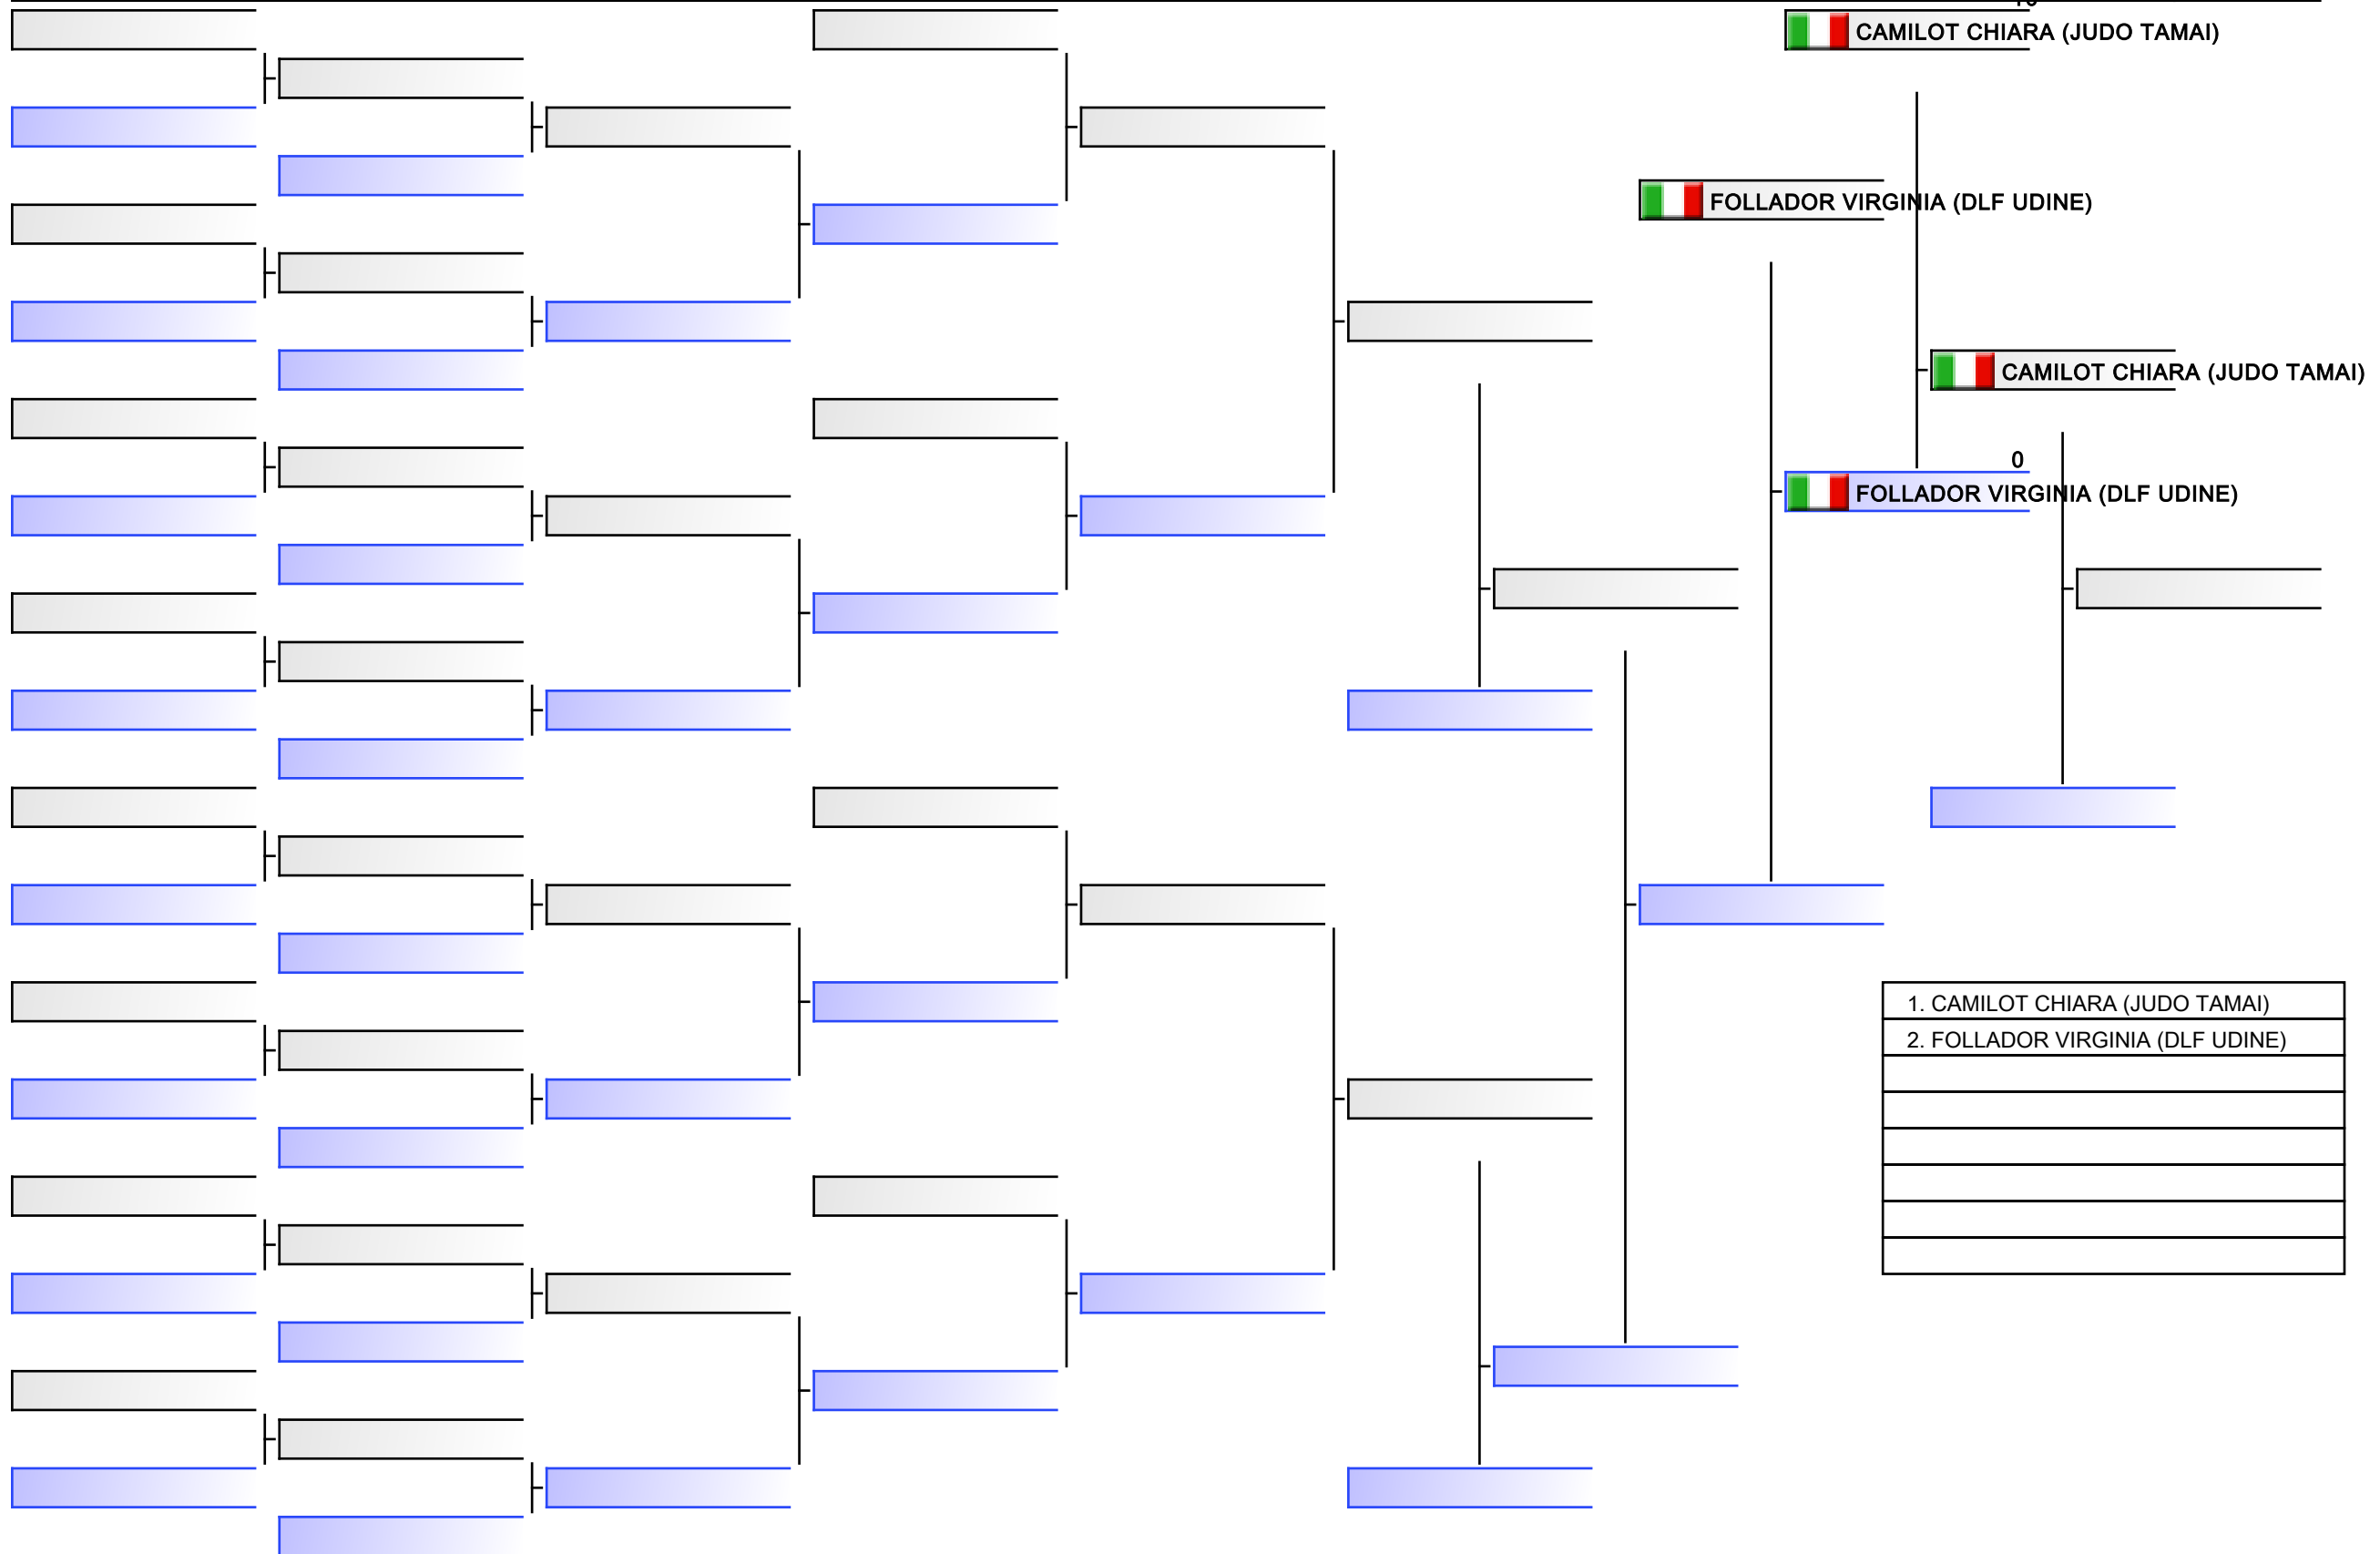 CAMILOT CHIARA (JUDO TAMAI)
FOLLADOR VIRGINIA (DLF UDINE)
CAMILOT CHIARA (JUDO TAMAI)
0
FOLLADOR VIRGINIA (DLF UDINE)
1. CAMILOT CHIARA (JUDO TAMAI)
2. FOLLADOR VIRGINIA (DLF UDINE)